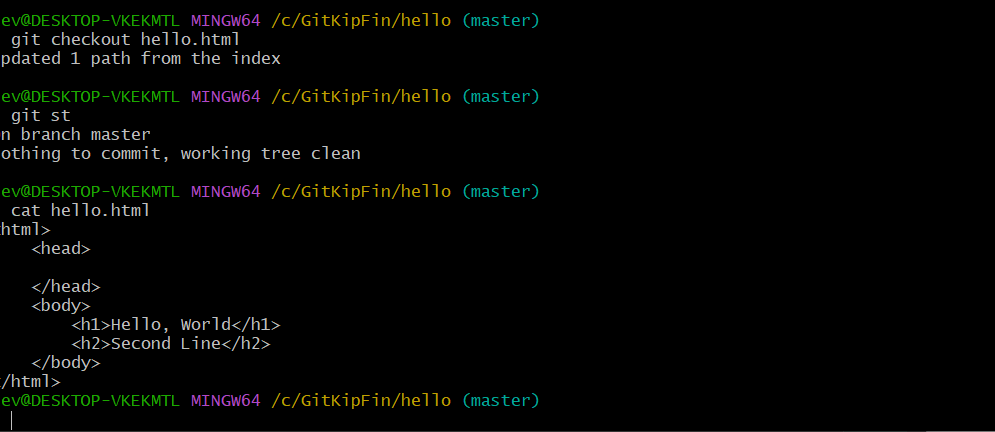 ev@DESKTOP-VKEKMTL MINGW64 /c/GitKipFin/hello (master)
git checkout hello.html
pdated 1 path from the index
ev@DESKTOP-VKEKMTL MINGW64 /c/GitKipFin/hello (master)
git st
n branch master
othing to commit, working tree clean
ev@DESKTOP-VKEKMTL MINGW64 /c/GitKipFin/hello (master)
cat hello.html
<html>
    <head>
    </head>
    <body>
        <h1>Hello, World</h1>
        <h2>Second Line</h2>
    </body>
</html>
ev@DESKTOP-VKEKMTL MINGW64 /c/GitKipFin/hello (master)